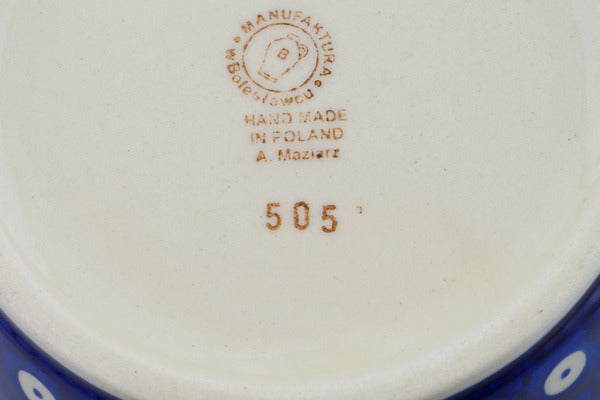 MANUFAKTURA
w Bolesławcu
B
HAND MADE
IN POLAND
A. Maziarz
505